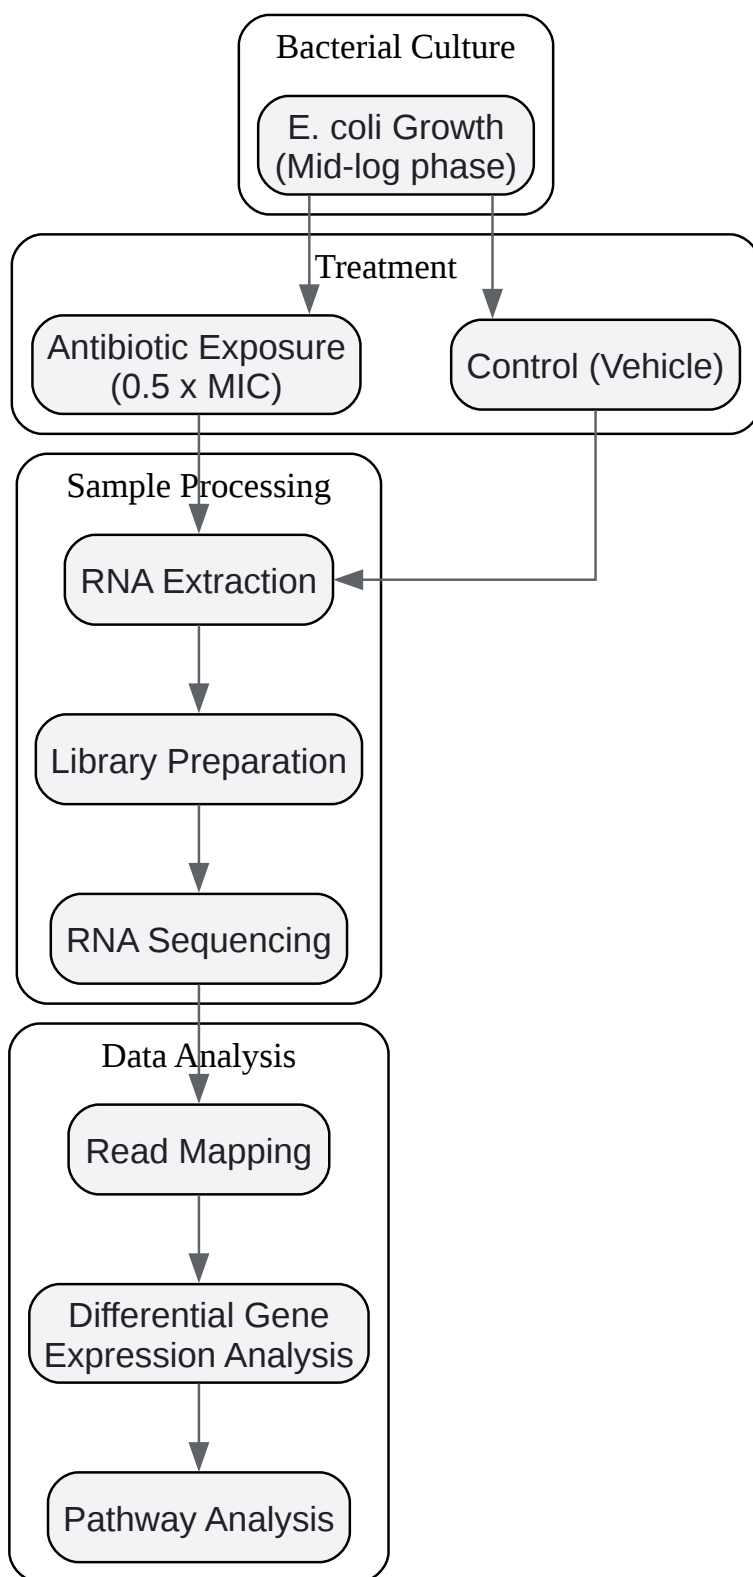 Bacterial Culture
E. coli Growth
(Mid-log phase)
Treatment
Antibiotic Exposure
(0.5 x MIC)
Control (Vehicle)
Sample Processing
RNA Extraction
Library Preparation
RNA Sequencing
Data Analysis
Read Mapping
Differential Gene
Expression Analysis
Pathway Analysis